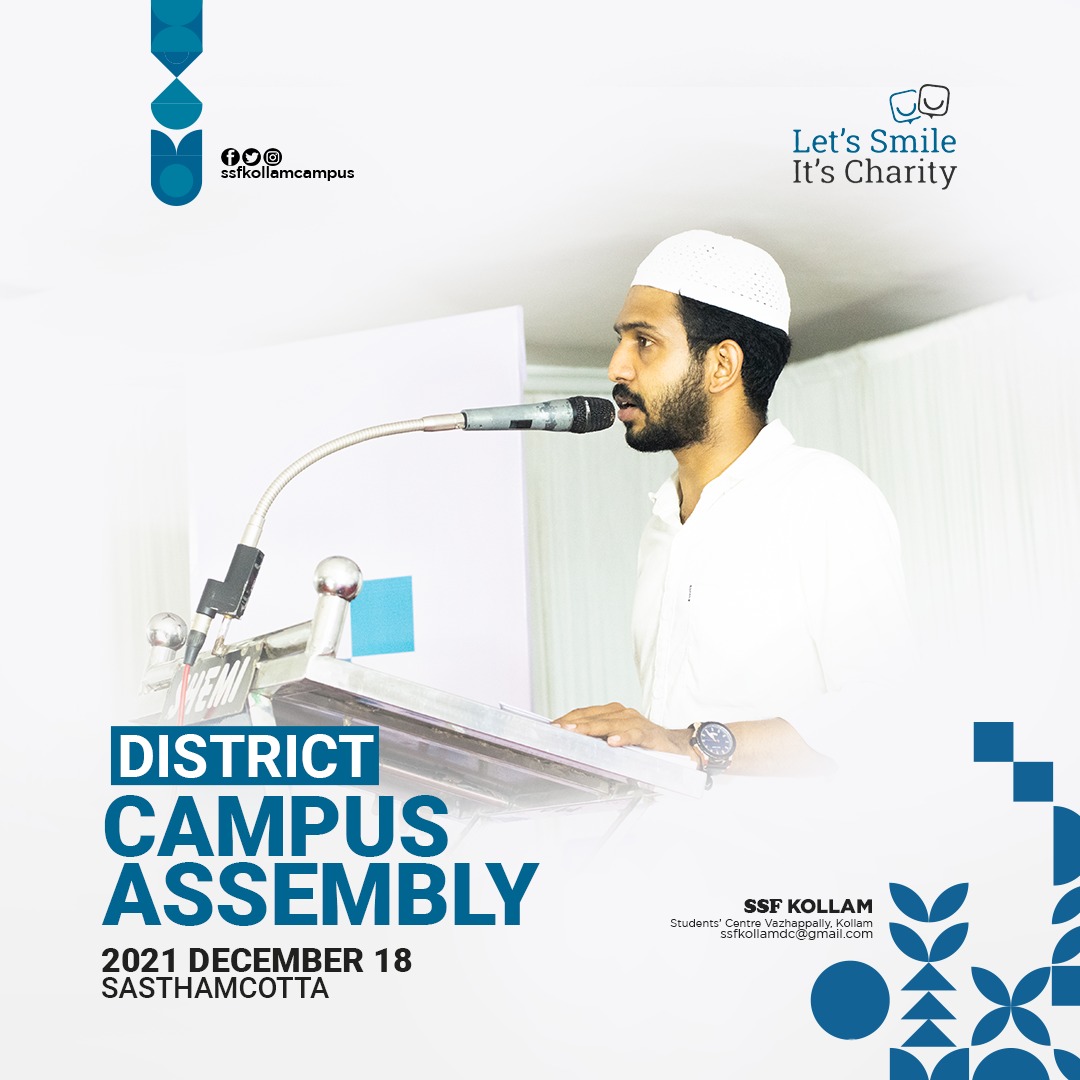 ssfkollamcampus
Let's Smile
It's Charity
SHEMI
DISTRICT
CAMPUS
ASSEMBLY
2021 DECEMBER 18
SASTHAMCOTTA
SSF KOLLAM
Students' Centre Vazhappally, Kollam
ssfkollamdc@gmail.com